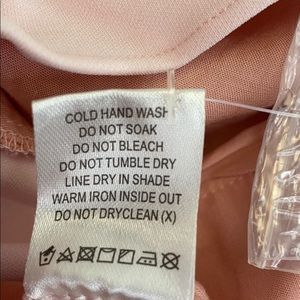 COLD HAND WASH
DO NOT SOAK
DO NOT BLEACH
DO NOT TUMBLE DRY
LINE DRY IN SHADE
WARM IRON INSIDE OUT
DO NOT DRYCLEAN (X)